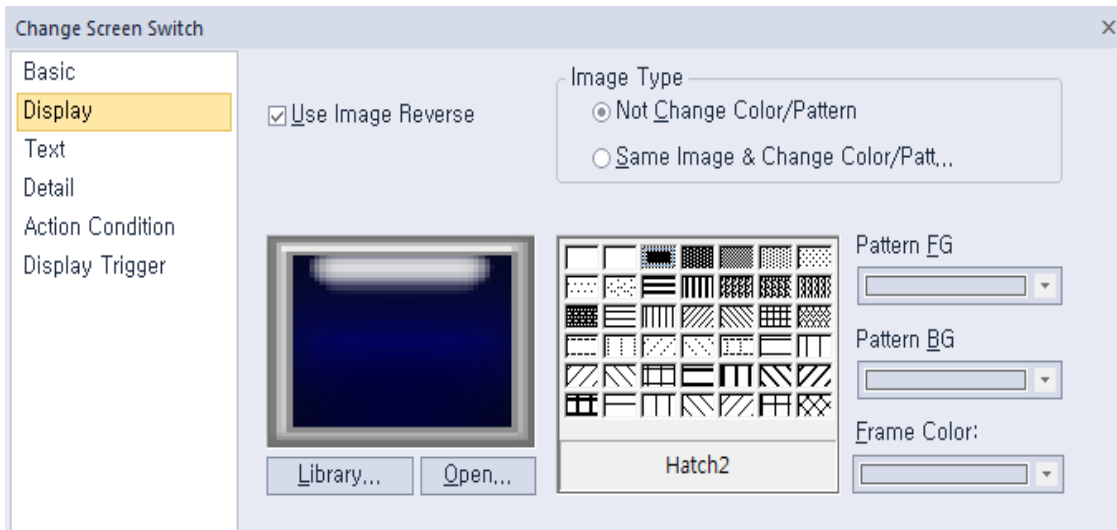 Change Screen Switch
Basic
Display
Text
Detail
Action Condition
Display Trigger
Use Image Reverse
Image Type
Not Change Color/Pattern
Same Image & Change Color/Patt...
Library...
Open...
Hatch2
Pattern FG
Pattern BG
Frame Color: